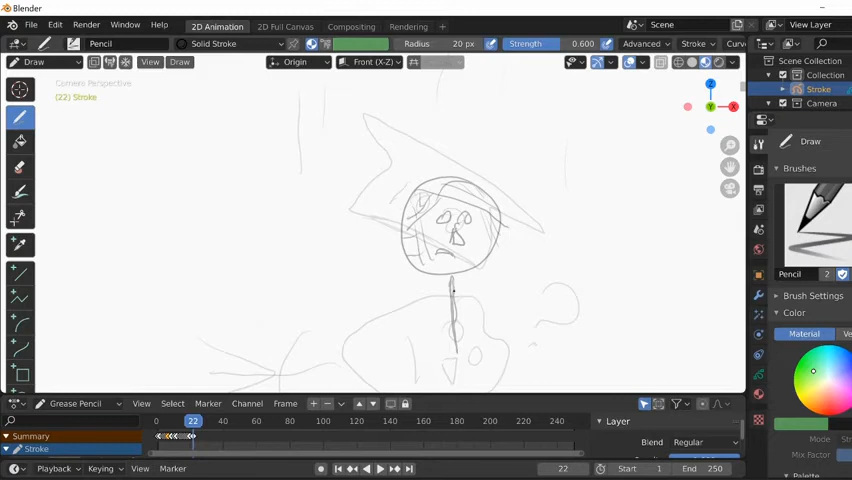 Blender
File Edit Render Window Help 2D Animation 2D Full Canvas Compositing Rendering Scene View Layer
Pencil Solid Stroke Radius 20 px Strength 0.600 Advanced Stroke Curve
Draw View Draw Origin Front (X-Z)
Camera Perspective
(22) Stroke
X
Y
Z
Scene Collection
Collection
Stroke
Camera
Draw
Brushes
Pencil 2
Brush Settings
Color
Material Ve
Mode
Mix Factor
Palette
Grease Pencil View Select Marker Channel Frame
0 22 40 60 80 100 120 140 160 180 200 220 240
Summary
Stroke
Layer
Blend Regular
Playback Keying View Marker 22 Start 1 End 250